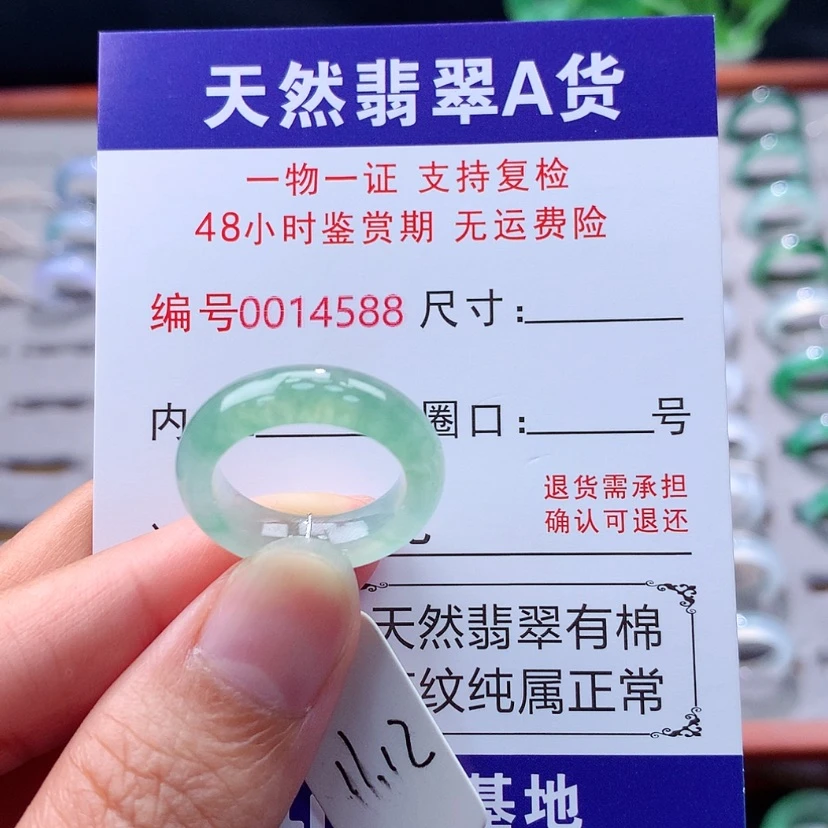 天然翡翠A货
一物一证 支持复检
48小时鉴赏期 无运费险
编号0014588 尺寸:
内 圈口: 号
退货需承担
确认可退还
天然翡翠有棉
纹纯属正常
11.12
基地